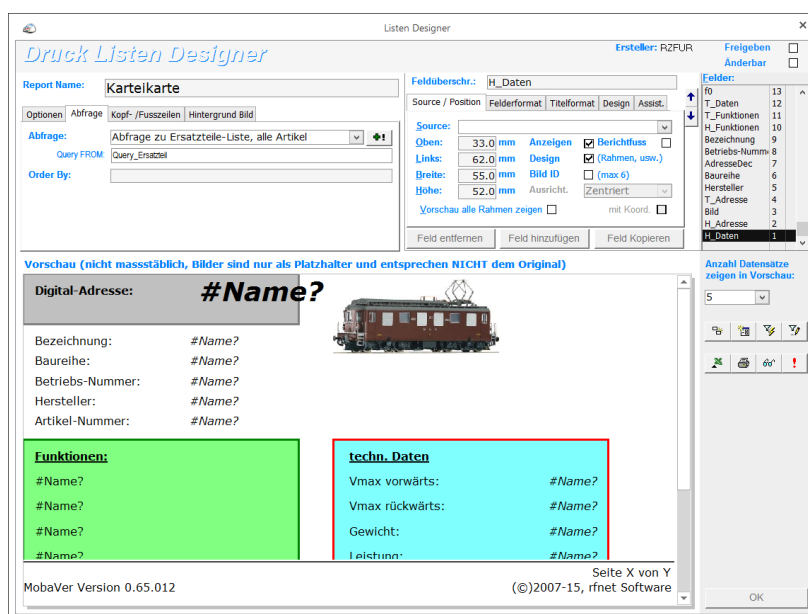 Listen Designer
Druck Listen Designer
Ersteller: RZFUR
Freigeben
Änderbar
Report Name: Karteikarte
Optionen Abfrage Kopf- /Fusszeilen Hintergrund Bild
Abfrage: Abfrage zu Ersatzteile-Liste, alle Artikel
Query FROM: Query_Ersatzteil
Order By:
Feldüberschr.: H_Daten
Source / Position Felderformat Titelformat Design Assist.
Source:
Oben: 33.0 mm Anzeigen Berichtfuss
Links: 62.0 mm Design (Rahmen, usw.)
Breite: 55.0 mm Bild ID (max 6)
Höhe: 52.0 mm Ausricht. Zentriert
Vorschau alle Rahmen zeigen mit Koord.
Feld entfernen Feld hinzufügen Feld Kopieren
Felder:
f0 13
T_Daten 12
T_Funktionen 11
H_Funktionen 10
Bezeichnung 9
Betriebs-Numme 8
AdresseDec 7
Baureihe 6
Hersteller 5
T_Adresse 4
Bild 3
H_Adresse 2
H_Daten 1
Vorschau (nicht massstäblich, Bilder sind nur als Platzhalter und entsprechen NICHT dem Original)
Anzahl Datensätze
zeigen in Vorschau:
5
Digital-Adresse: #Name?
Bezeichnung: #Name?
Baureihe: #Name?
Betriebs-Nummer: #Name?
Hersteller: #Name?
Artikel-Nummer: #Name?
Funktionen:
#Name?
#Name?
#Name?
#Name?
techn. Daten
Vmax vorwärts: #Name?
Vmax rückwärts: #Name?
Gewicht: #Name?
Leistung: #Name?
Seite X von Y
MobaVer Version 0.65.012
(©)2007-15, rfnet Software
OK